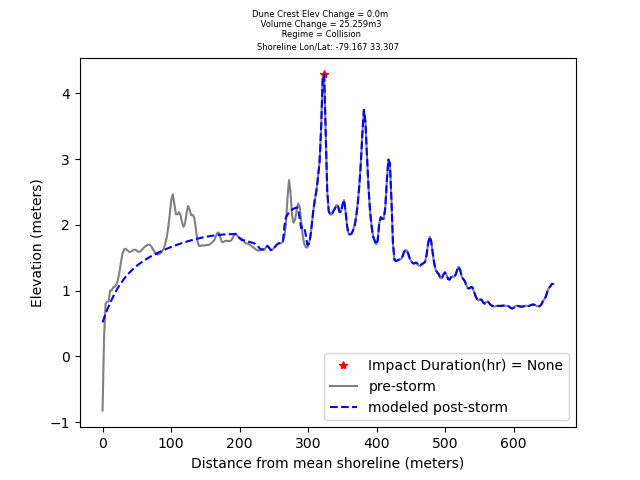 Dune Crest Elev Change = 0.0m
Volume Change = 25.259m3
Regime = Collision
Shoreline Lon/Lat: -79.167 33.307
4
3
2
1
0
−1
Elevation (meters)
Impact Duration(hr) = None
pre-storm
modeled post-storm
0 100 200 300 400 500 600
Distance from mean shoreline (meters)